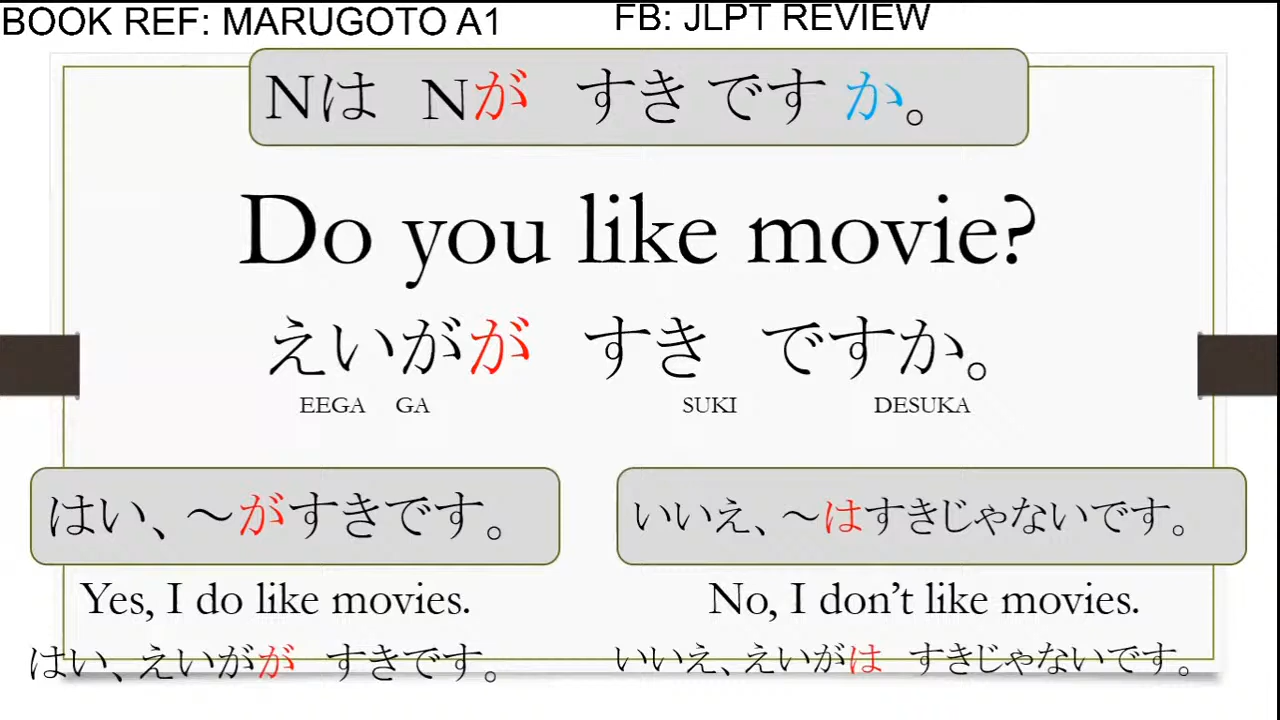 BOOK REF: MARUGOTO A1 FB: JLPT REVIEW
Nは Nが すき です か。
Do you like movie?
えいがが すき ですか。
EEGA GA SUKI DESUKA
はい、～がすきです。
いいえ、～はすきじゃないです。
Yes, I do like movies.
No, I don't like movies.
はい、えいがが すきです。
いいえ、えいがは すきじゃないです。